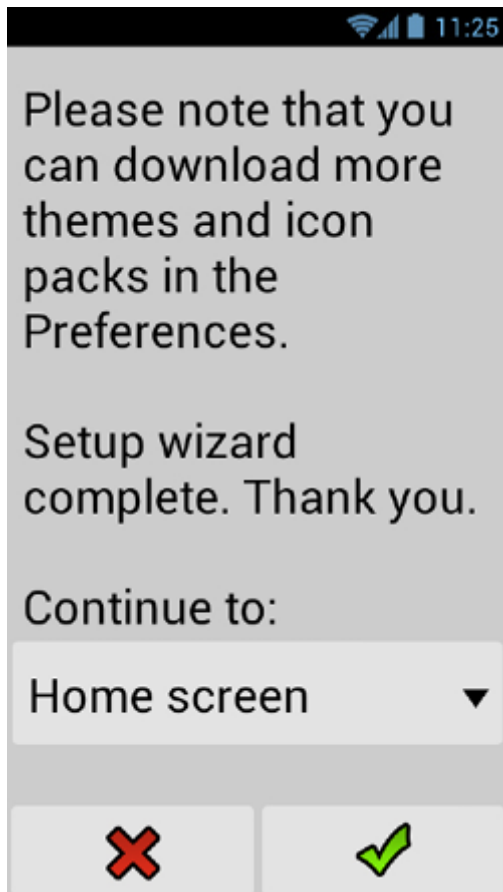 11:25
Please note that you
can download more
themes and icon
packs in the
Preferences.
Setup wizard
complete. Thank you.
Continue to:
Home screen